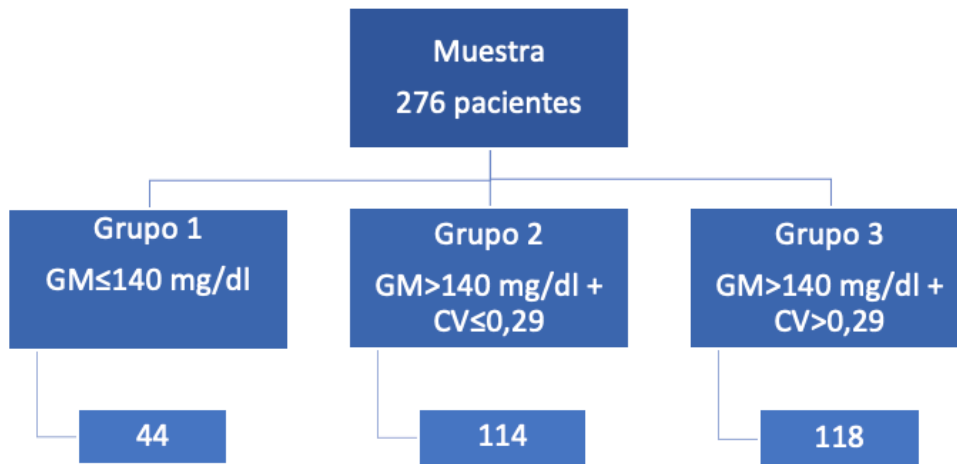 Muestra
276 pacientes
Grupo 1
GM≤140 mg/dl
Grupo 2
GM>140 mg/dl +
CV≤0,29
Grupo 3
GM>140 mg/dl +
CV>0,29
44
114
118